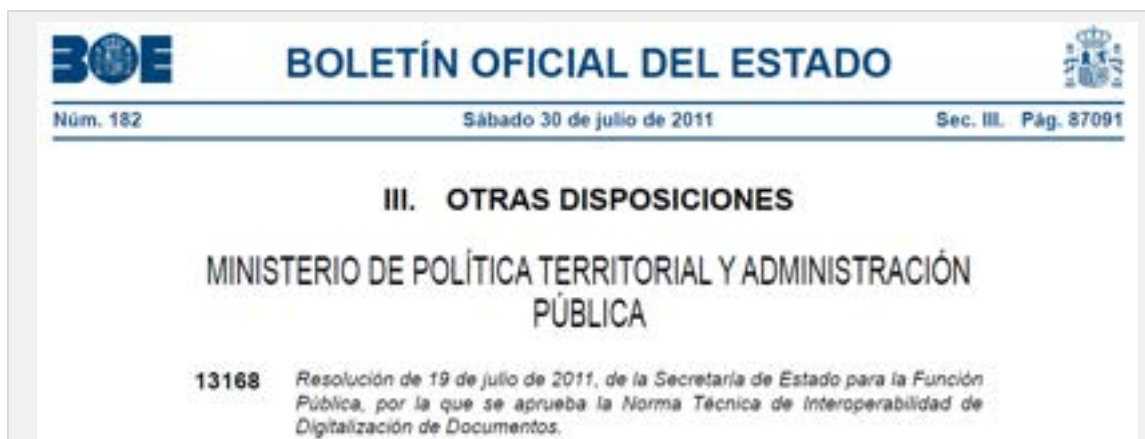 BOE BOLETÍN OFICIAL DEL ESTADO
Núm. 182 Sábado 30 de julio de 2011 Sec. III. Pág. 87091
III. OTRAS DISPOSICIONES
MINISTERIO DE POLÍTICA TERRITORIAL Y ADMINISTRACIÓN
PÚBLICA
13168 Resolución de 19 de julio de 2011, de la Secretaría de Estado para la Función
Pública, por la que se aprueba la Norma Técnica de Interoperabilidad de
Digitalización de Documentos.